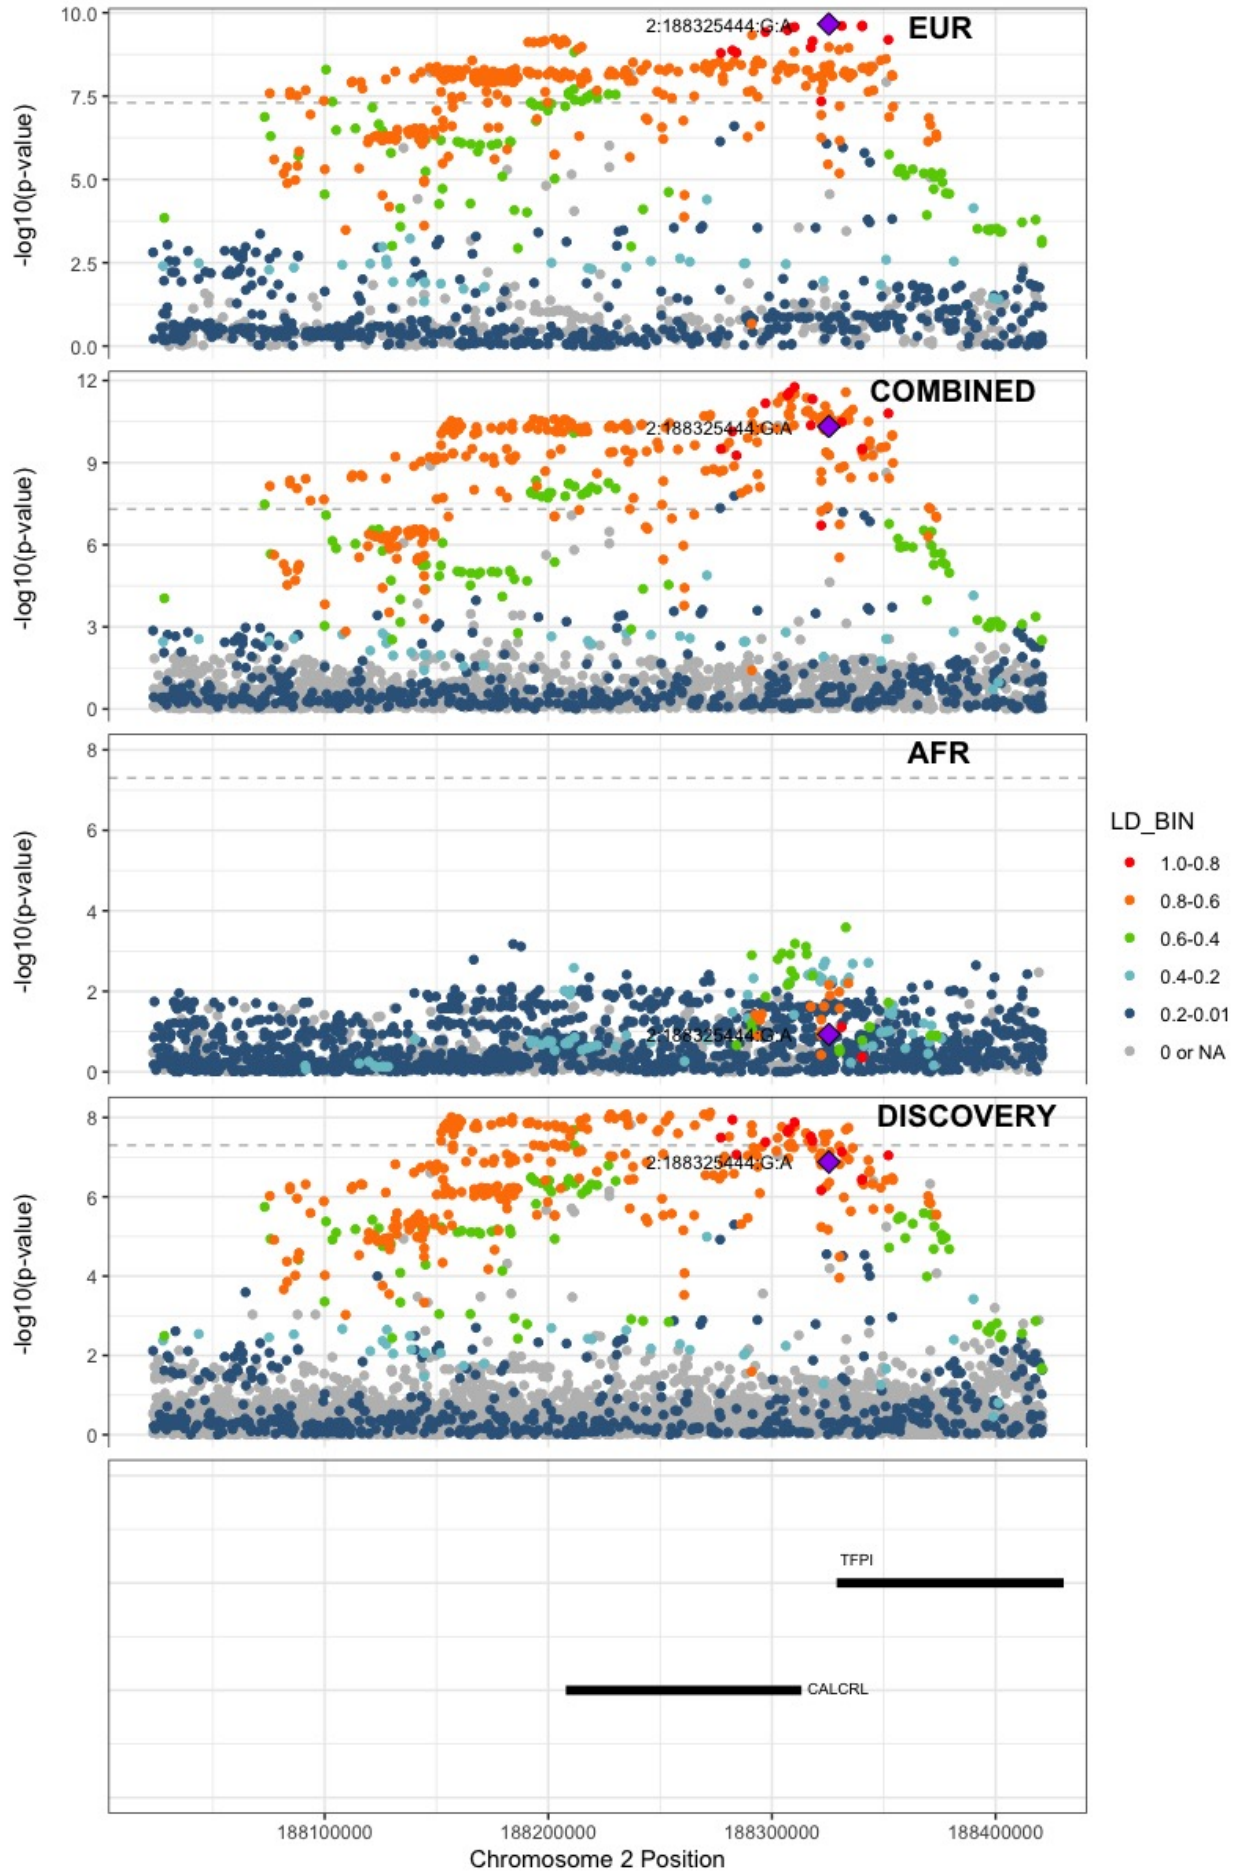 EUR
2:188325444:G:A
10.0
7.5
5.0
2.5
0.0
-log10(p-value)
COMBINED
2:188325444:G:A
12
9
6
3
0
-log10(p-value)
AFR
2:188325444:G:A
8
6
4
2
0
-log10(p-value)
DISCOVERY
2:188325444:G:A
8
6
4
2
0
-log10(p-value)
LD_BIN
1.0-0.8
0.8-0.6
0.6-0.4
0.4-0.2
0.2-0.01
0 or NA
TFPI
CALCRL
188100000 188200000 188300000 188400000
Chromosome 2 Position